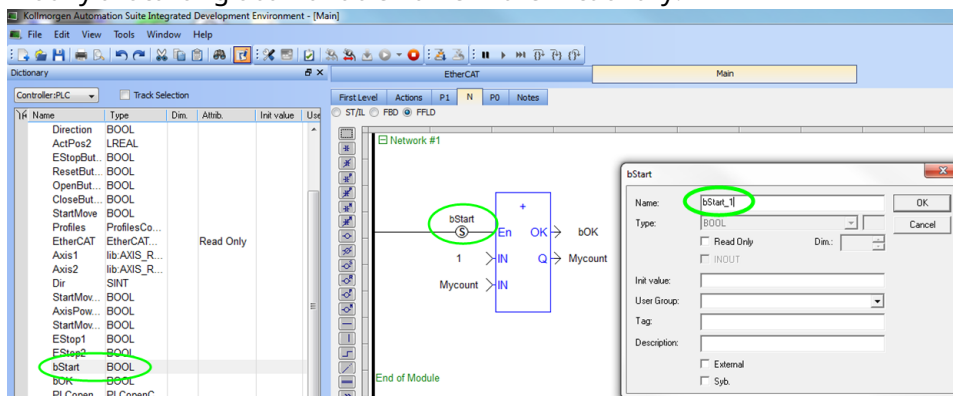 Kollmorgen Automation Suite Integrated Development Environment - [Main]
File Edit View Tools Window Help
Dictionary
EtherCAT Main
Controller:PLC Track Selection
First Level Actions P1 N P0 Notes
ST/IL FBD FFLD
Name Type Dim. Attrib. Init value Use
Direction BOOL
ActPos2 LREAL
EStopBut... BOOL
ResetBut... BOOL
OpenBut... BOOL
CloseBut... BOOL
StartMove BOOL
Profiles ProfilesCo...
EtherCAT EtherCAT... Read Only
Axis1 lib:AXIS_R...
Axis2 lib:AXIS_R...
Dir SINT
StartMov... BOOL
AxisPow... BOOL
StartMov... BOOL
EStop1 BOOL
EStop2 BOOL
bStart BOOL
bOK BOOL
PLCopen PLCopenC
Network #1
bStart
S
+
En OK bOK
1 IN Q Mycount
Mycount IN
End of Module
bStart
Name: bStart_1 OK
Type: BOOL Cancel
Read Only Dim.:
INOUT
Init value:
User Group:
Tag:
Description:
External
Syb.